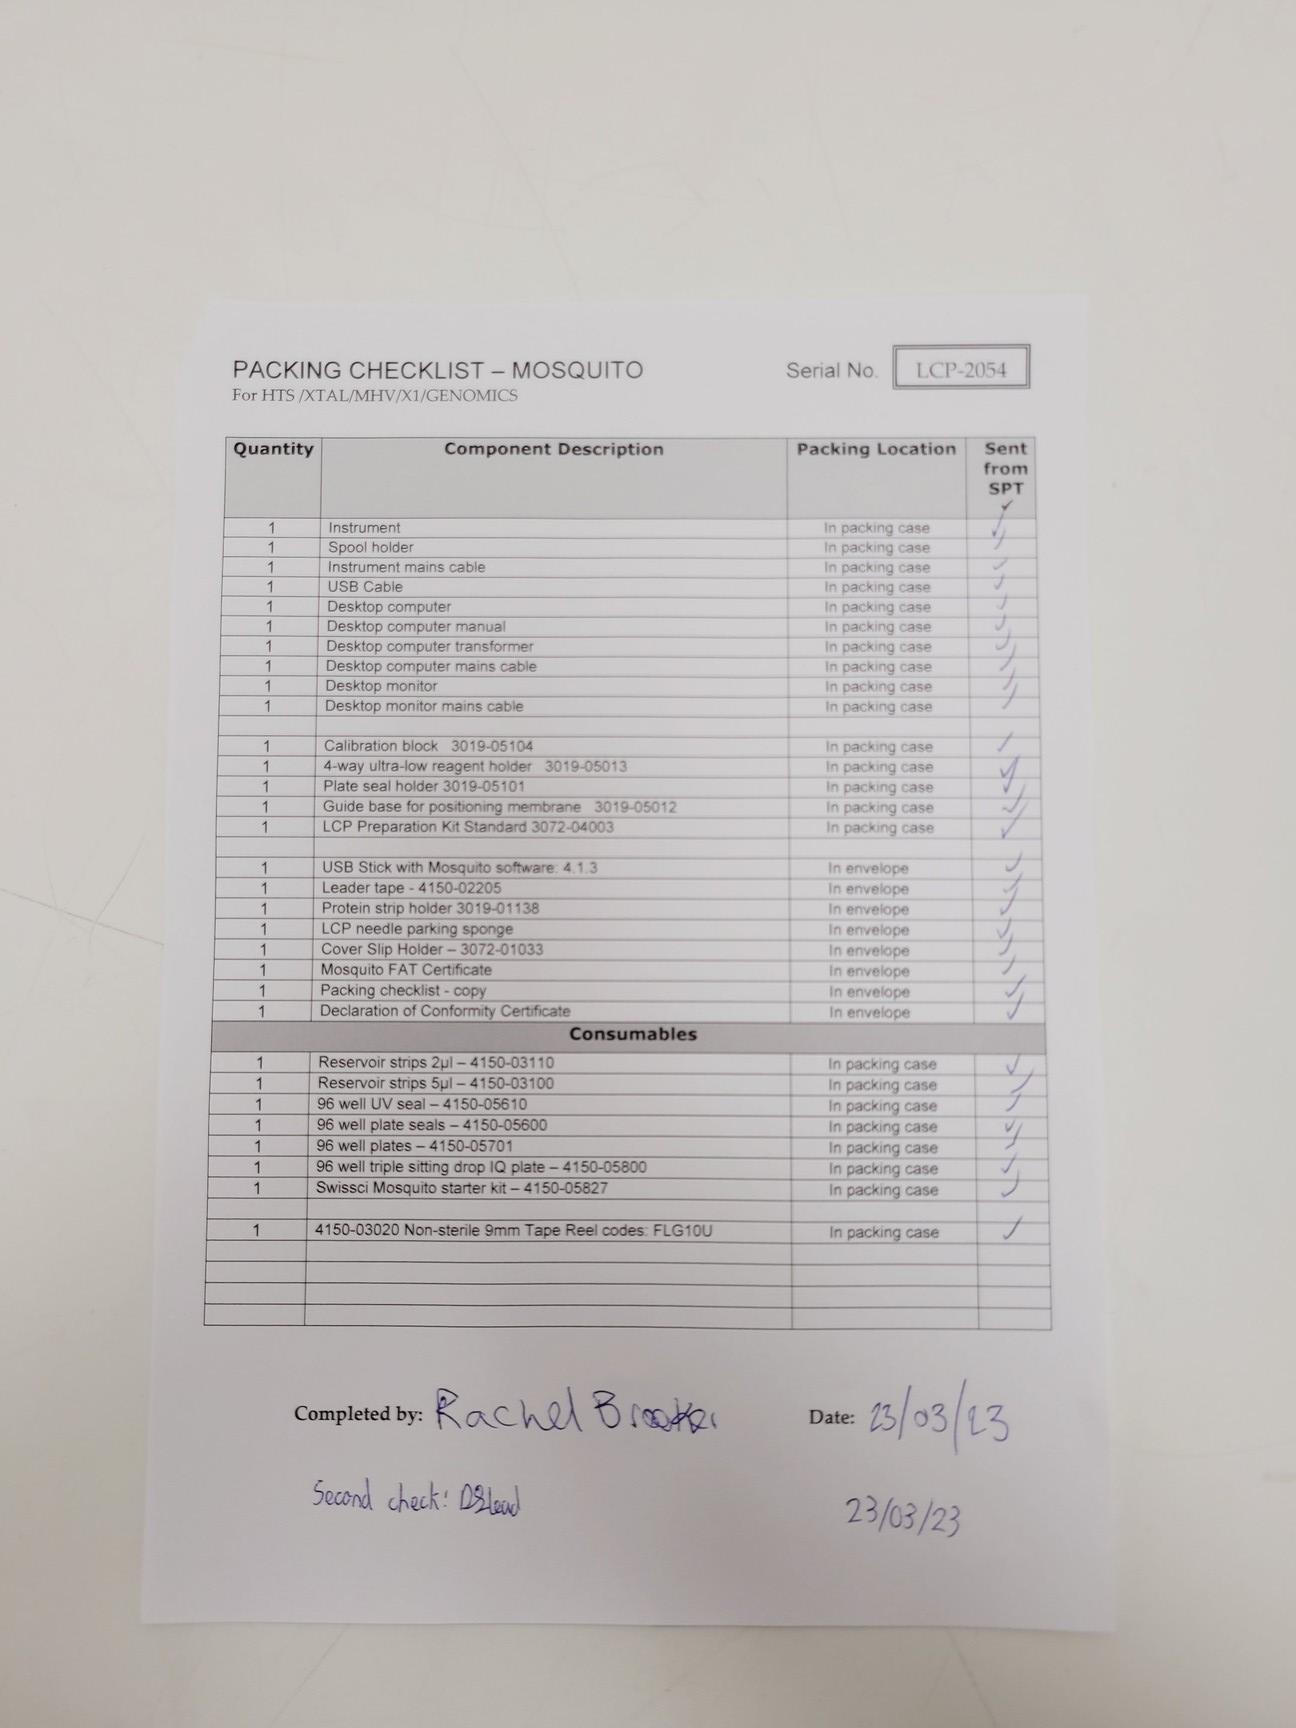 PACKING CHECKLIST – MOSQUITO Serial No. LCP-2054
For HTS /XTAL/MHV/X1/GENOMICS
Quantity Component Description Packing Location Sent from SPT ✓
1 Instrument In packing case ✓
1 Spool holder In packing case ✓
1 Instrument mains cable In packing case ✓
1 USB Cable In packing case ✓
1 Desktop computer In packing case ✓
1 Desktop computer manual In packing case ✓
1 Desktop computer transformer In packing case ✓
1 Desktop computer mains cable In packing case ✓
1 Desktop monitor In packing case ✓
1 Desktop monitor mains cable In packing case ✓
1 Calibration block 3019-05104 In packing case ✓
1 4-way ultra-low reagent holder 3019-05013 In packing case ✓
1 Plate seal holder 3019-05101 In packing case ✓
1 Guide base for positioning membrane 3019-05012 In packing case ✓
1 LCP Preparation Kit Standard 3072-04003 In packing case ✓
1 USB Stick with Mosquito software: 4.1.3 In envelope ✓
1 Leader tape - 4150-02205 In envelope ✓
1 Protein strip holder 3019-01138 In envelope ✓
1 LCP needle parking sponge In envelope ✓
1 Cover Slip Holder – 3072-01033 In envelope ✓
1 Mosquito FAT Certificate In envelope ✓
1 Packing checklist - copy In envelope ✓
1 Declaration of Conformity Certificate In envelope ✓
Consumables
1 Reservoir strips 2µl – 4150-03110 In packing case ✓
1 Reservoir strips 5µl – 4150-03100 In packing case ✓
1 96 well UV seal – 4150-05610 In packing case ✓
1 96 well plate seals – 4150-05600 In packing case ✓
1 96 well plates – 4150-05701 In packing case ✓
1 96 well triple sitting drop IQ plate – 4150-05800 In packing case ✓
1 Swissci Mosquito starter kit – 4150-05827 In packing case ✓
1 4150-03020 Non-sterile 9mm Tape Reel codes: FLG10U In packing case ✓
Completed by: Rachel Brooker Date: 23/03/23
Second check: 23/03/23